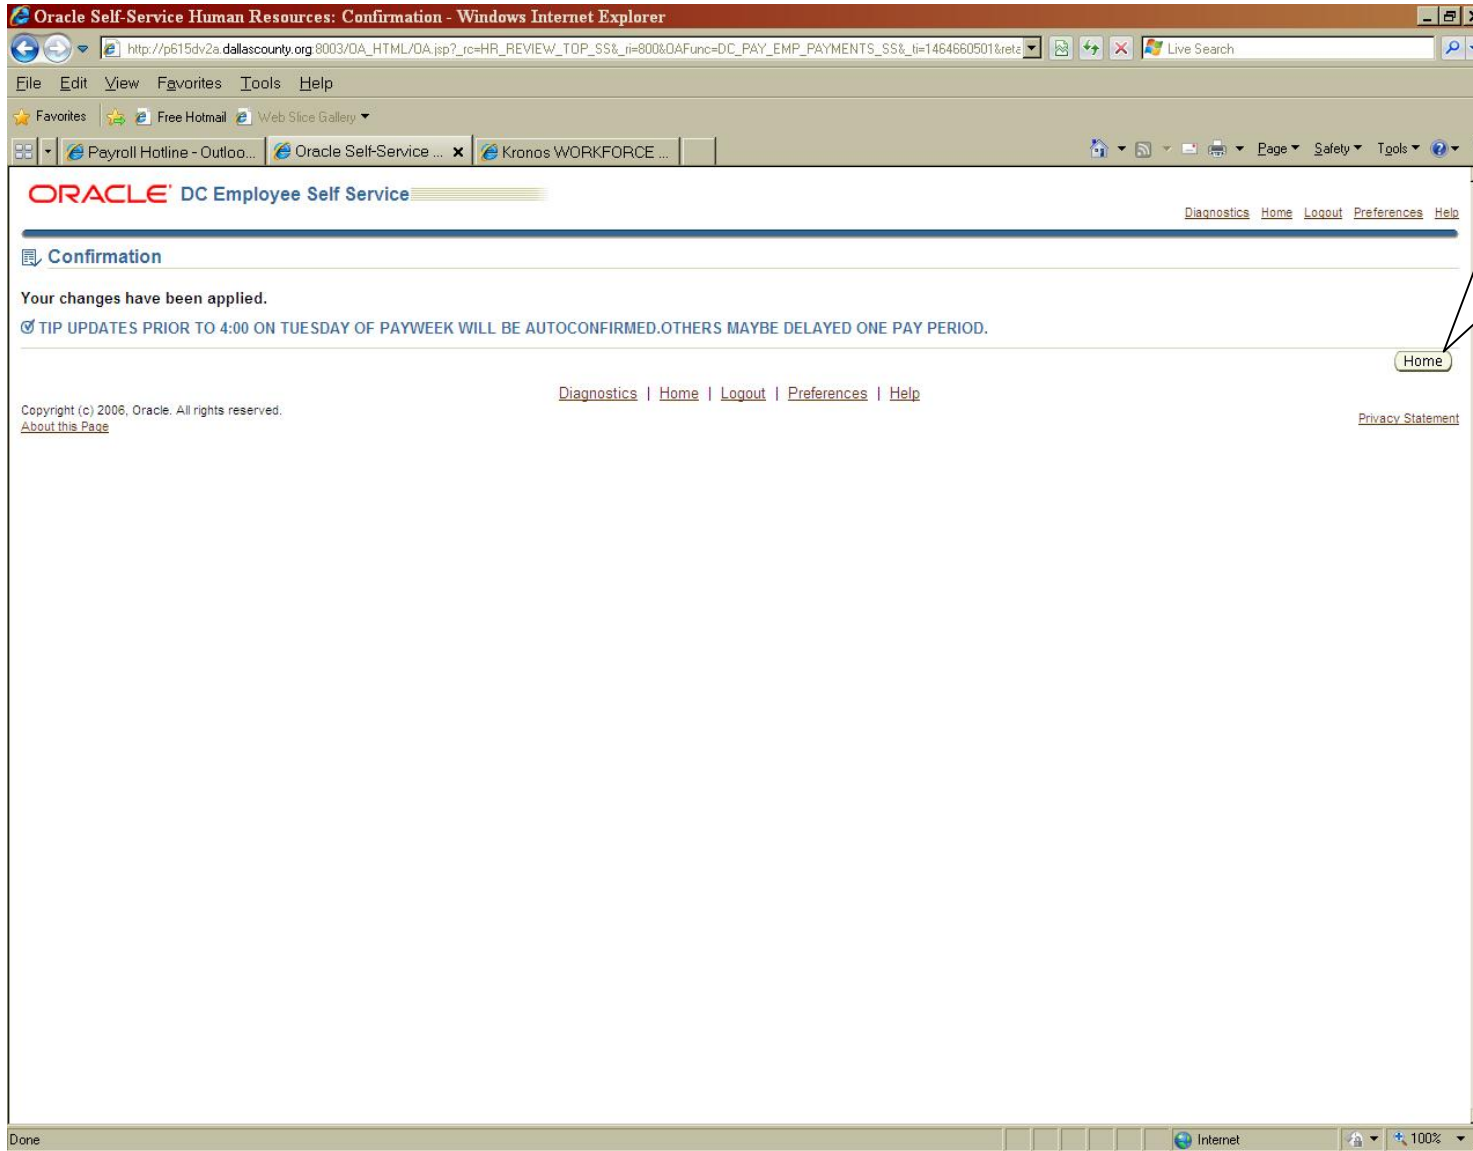 Oracle Self-Service Human Resources: Confirmation - Windows Internet Explorer
http://p615dv2a.dallascounty.org:8003/OA_HTML/OA.jsp?_rc=HR_REVIEW_TOP_SS&_ri=800&OAFunc=DC_PAY_EMP_PAYMENTS_SS&_ti=1464660501&reta Live Search
File Edit View Favorites Tools Help
Favorites Free Hotmail Web Slice Gallery
Payroll Hotline - Outloo... Oracle Self-Service ... Kronos WORKFORCE ... Page Safety Tools
ORACLE DC Employee Self Service
Diagnostics Home Logout Preferences Help
Confirmation
Your changes have been applied.
TIP UPDATES PRIOR TO 4:00 ON TUESDAY OF PAYWEEK WILL BE AUTOCONFIRMED.OTHERS MAYBE DELAYED ONE PAY PERIOD.
Home
Diagnostics | Home | Logout | Preferences | Help
Copyright (c) 2006, Oracle. All rights reserved.
About this Page Privacy Statement
Done Internet 100%